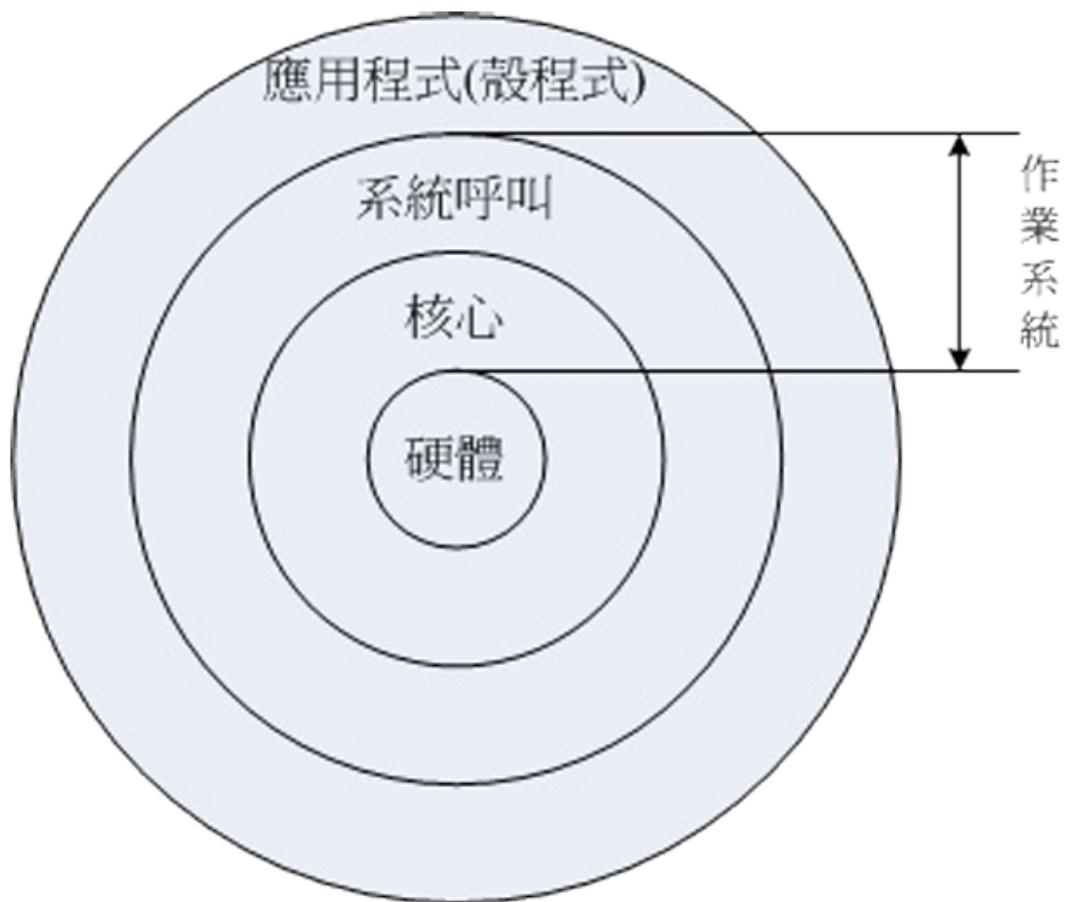 應用程式(殼程式)
系統呼叫
核心
硬體
作業系統